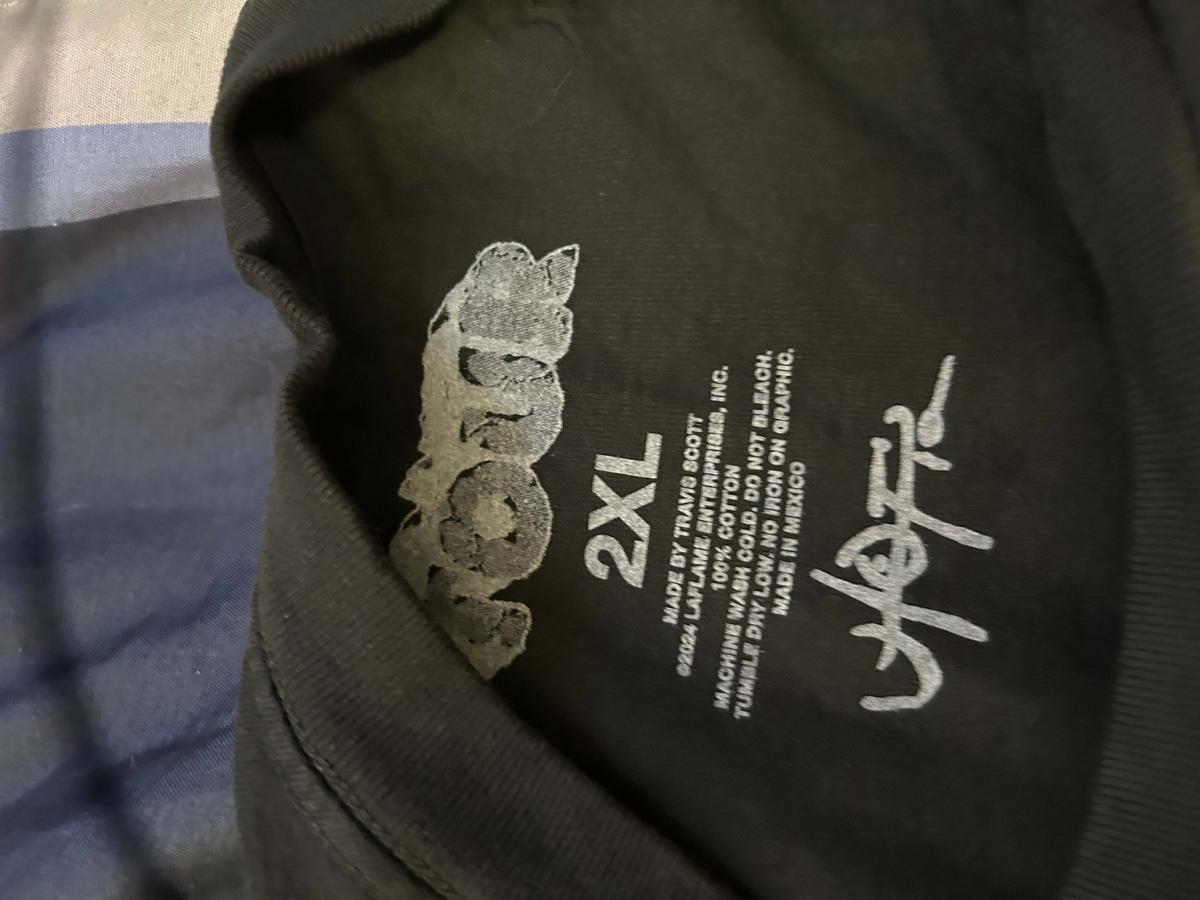 2XL
MADE BY TRAVIS SCOTT
©2024 LAFLAME ENTERPRISES, INC.
100% COTTON
MACHINE WASH COLD. DO NOT BLEACH.
TUMBLE DRY LOW. NO IRON ON GRAPHIC.
MADE IN MEXICO